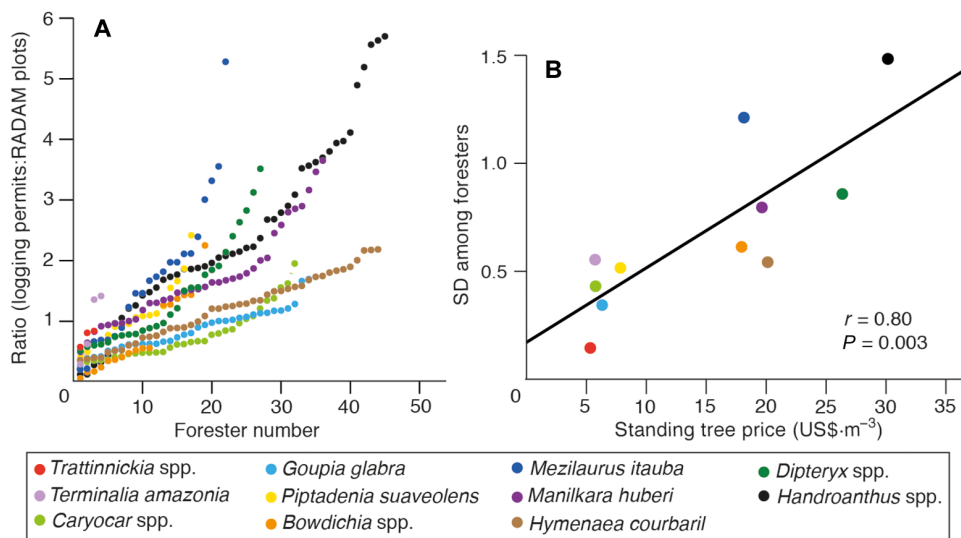 A
Ratio (logging permits:RADAM plots)
6
5
4
3
2
1
0
10
20
30
40
50
Forester number
B
SD among foresters
1.5
1.0
0.5
0
5
10
15
20
25
30
35
Standing tree price (US$·m⁻³)
r = 0.80
P = 0.003
Trattinnickia spp.
Terminalia amazonia
Caryocar spp.
Goupia glabra
Piptadenia suaveolens
Bowdichia spp.
Mezilaurus itauba
Manilkara huberi
Hymenaea courbaril
Dipteryx spp.
Handroanthus spp.